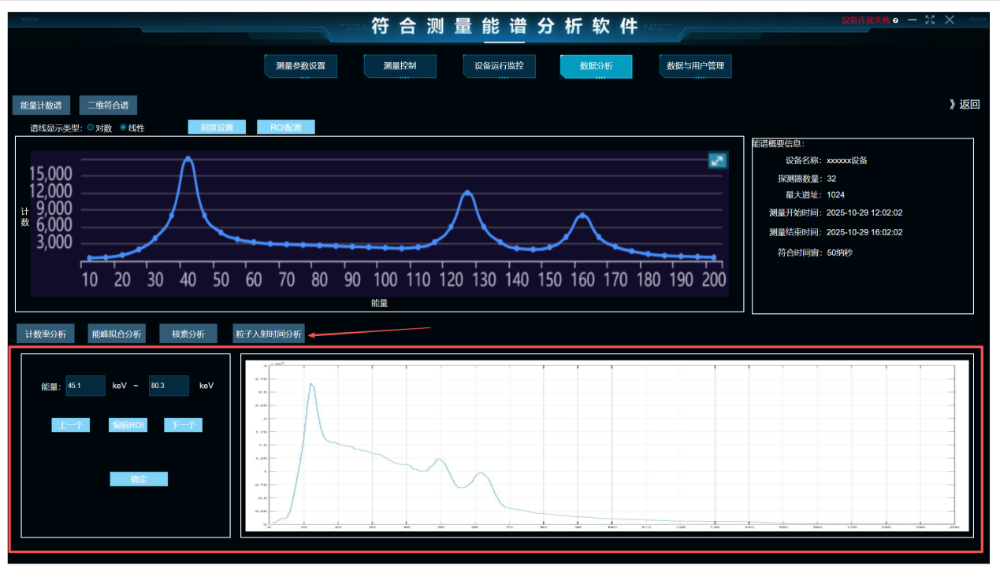 符合测量能谱分析软件
设备连接失败
测量参数设置 测量控制 设备运行监控 数据分析 数据与用户管理
能量计数谱 二维符合谱 》返回
谱线显示类型: 对数 线性 刻度设置 ROI配置
15,000
12,000
9,000
6,000
3,000
计数
10 20 30 40 50 60 70 80 90 100 110 120 130 140 150 160 170 180 190 200
能量
能谱概要信息:
设备名称: xxxxxx设备
探测器数量: 32
最大道址: 1024
测量开始时间: 2025-10-29 12:02:02
测量结束时间: 2025-10-29 16:02:02
符合时间窗: 50纳秒
计数率分析 能峰拟合分析 核素分析 粒子入射时间分析
能量: 45.1 keV ~ 80.3 keV
上一个 编辑ROI 下一个
确定
3
2.75
2.5
2.25
2
1.75
1.5
1.25
1
0.75
0.5
0.25
0
0 10 20 30 40 50 60 70 80 90 100 110 120 130 140 150 160 170 180 190 200